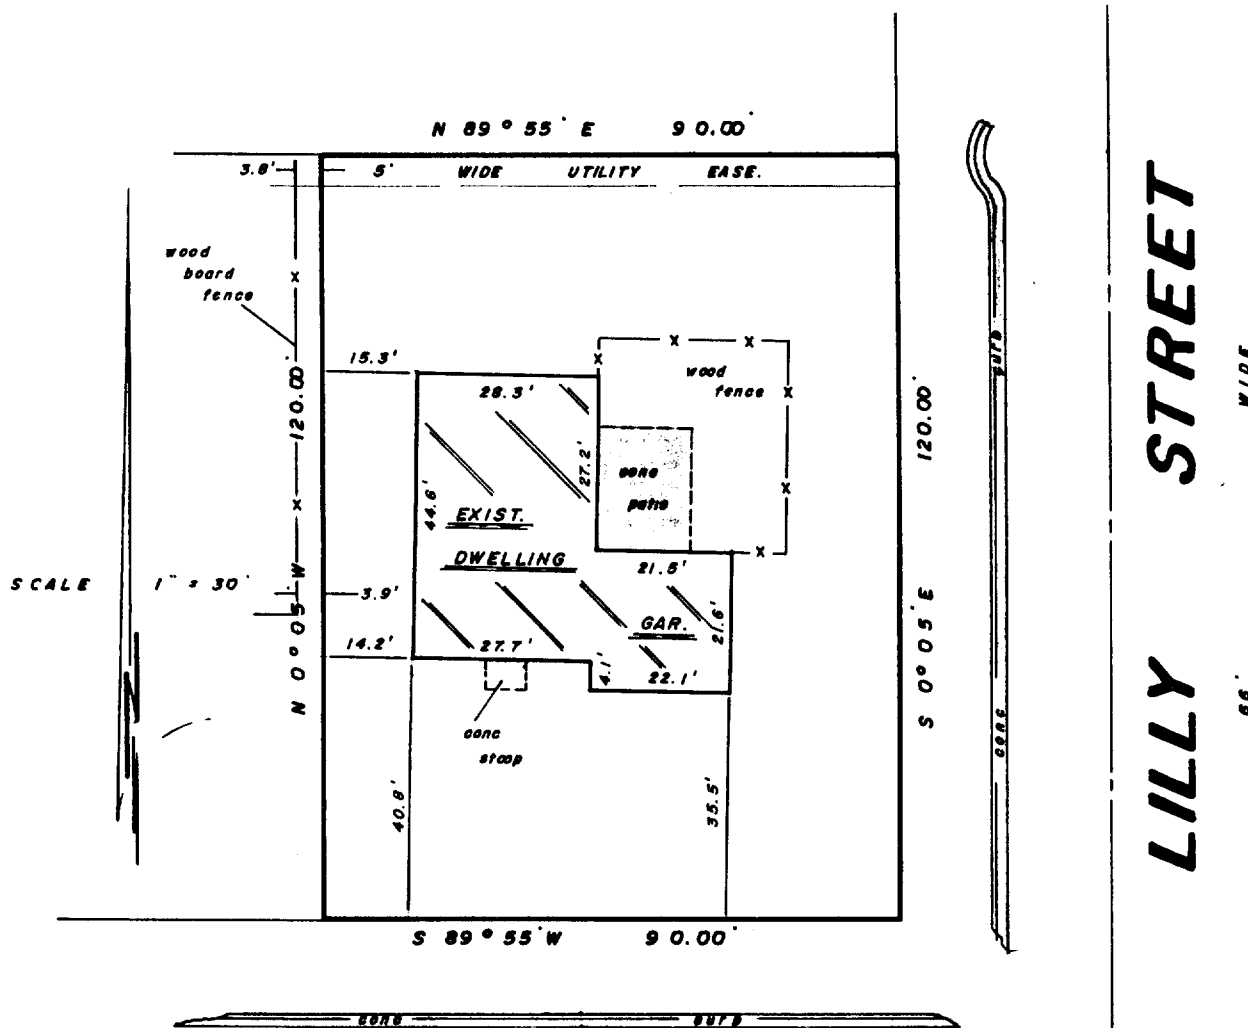 N 89° 55' E 90.00'
3.8' 5' WIDE UTILITY EASE.
wood
board
fence
15.3'
28.3'
wood
fence
120.00'
27.2'
44.6'
conc
patio
EXIST.
DWELLING
21.5'
SCALE 1" = 30'
N 0° 05' W
3.9'
14.2'
27.7'
4.1'
GAR.
21.6'
22.1'
conc
stoop
40.8'
35.5'
S 89° 55' W 90.00'
120.00'
S 0° 05' E
curb
conc
LILLY STREET
66' WIDE
conc curb